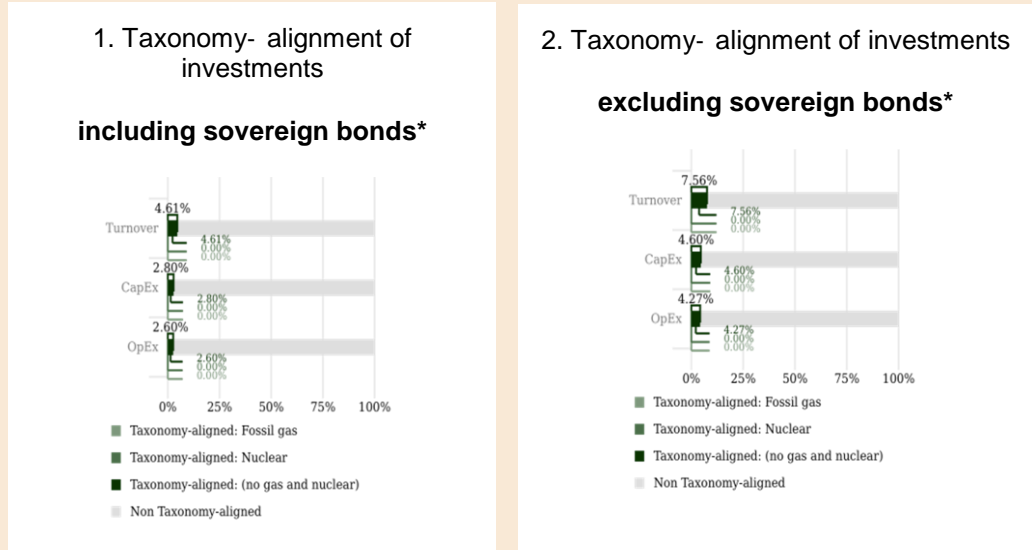 1. Taxonomy- alignment of
investments
including sovereign bonds*
4.61%
Turnover
4.61%
0.00%
0.00%
2.80%
CapEx
2.80%
0.00%
0.00%
2.60%
OpEx
2.60%
0.00%
0.00%
0% 25% 50% 75% 100%
Taxonomy-aligned: Fossil gas
Taxonomy-aligned: Nuclear
Taxonomy-aligned: (no gas and nuclear)
Non Taxonomy-aligned
2. Taxonomy- alignment of investments
excluding sovereign bonds*
7.56%
Turnover
7.56%
0.00%
0.00%
4.60%
CapEx
4.60%
0.00%
0.00%
4.27%
OpEx
4.27%
0.00%
0.00%
0% 25% 50% 75% 100%
Taxonomy-aligned: Fossil gas
Taxonomy-aligned: Nuclear
Taxonomy-aligned: (no gas and nuclear)
Non Taxonomy-aligned